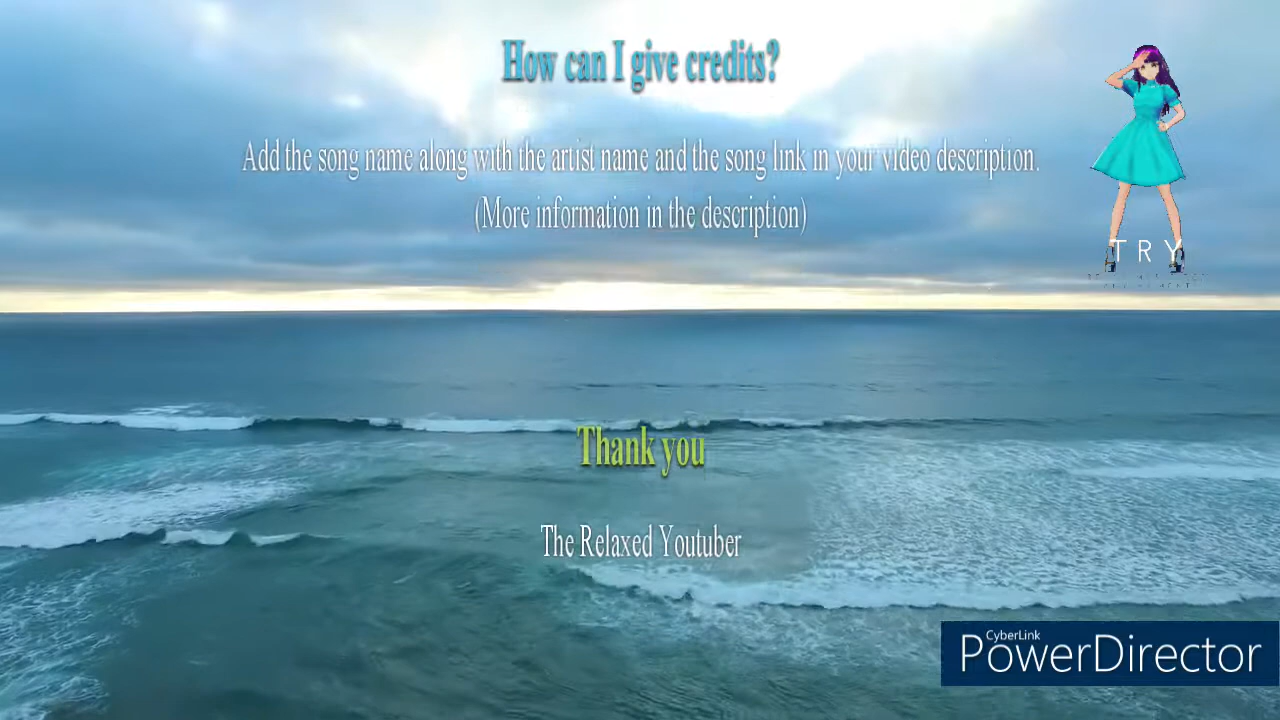 How can I give credits?
Add the song name along with the artist name and the song link in your video description.
(More information in the description)
TRY
Thank you
The Relaxed Youtuber
CyberLink
PowerDirector